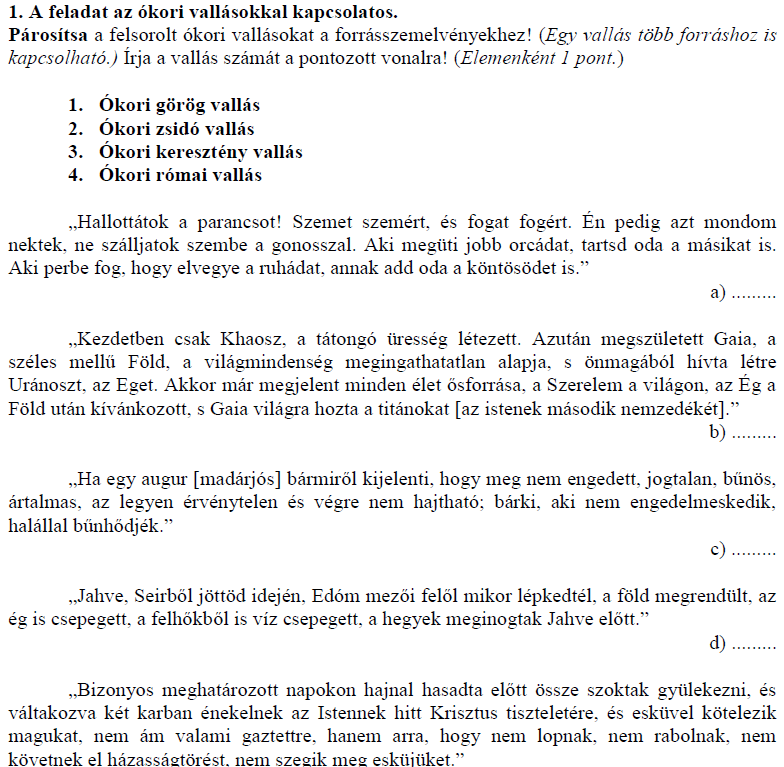 1. A feladat az ókori vallásokkal kapcsolatos.
Párosítsa a felsorolt ókori vallásokat a forrásszemelvényekhez! (Egy vallás több forráshoz is
kapcsolható.) Írja a vallás számát a pontozott vonalra! (Elemenként 1 pont.)
1. Ókori görög vallás
2. Ókori zsidó vallás
3. Ókori keresztény vallás
4. Ókori római vallás
„Hallottátok a parancsot! Szemet szemért, és fogat fogért. Én pedig azt mondom
nektek, ne szálljatok szembe a gonosszal. Aki megüti jobb orcádat, tartsd oda a másikat is.
Aki perbe fog, hogy elvegye a ruhádat, annak add oda a köntösödet is.”
a) .........
„Kezdetben csak Khaosz, a tátongó üresség létezett. Azután megszületett Gaia, a
széles mellű Föld, a világmindenség megingathatatlan alapja, s önmagából hívta létre
Uránoszt, az Eget. Akkor már megjelent minden élet ősforrása, a Szerelem a világon, az Ég a
Föld után kívánkozott, s Gaia világra hozta a titánokat [az istenek második nemzedékét].”
b) .........
„Ha egy augur [madárjós] bármiről kijelenti, hogy meg nem engedett, jogtalan, bűnös,
ártalmas, az legyen érvénytelen és végre nem hajtható; bárki, aki nem engedelmeskedik,
halállal bűnhődjék.”
c) .........
„Jahve, Seirből jöttöd idején, Edóm mezői felől mikor lépkedtél, a föld megrendült, az
ég is csepegett, a felhőkből is víz csepegett, a hegyek meginogtak Jahve előtt.”
d) .........
„Bizonyos meghatározott napokon hajnal hasadta előtt össze szoktak gyülekezni, és
váltakozva két karban énekelnek az Istennek hitt Krisztus tiszteletére, és esküvel kötelezik
magukat, nem ám valami gaztettre, hanem arra, hogy nem lopnak, nem rabolnak, nem
követnek el házasságtörést, nem szegik meg esküjüket.”